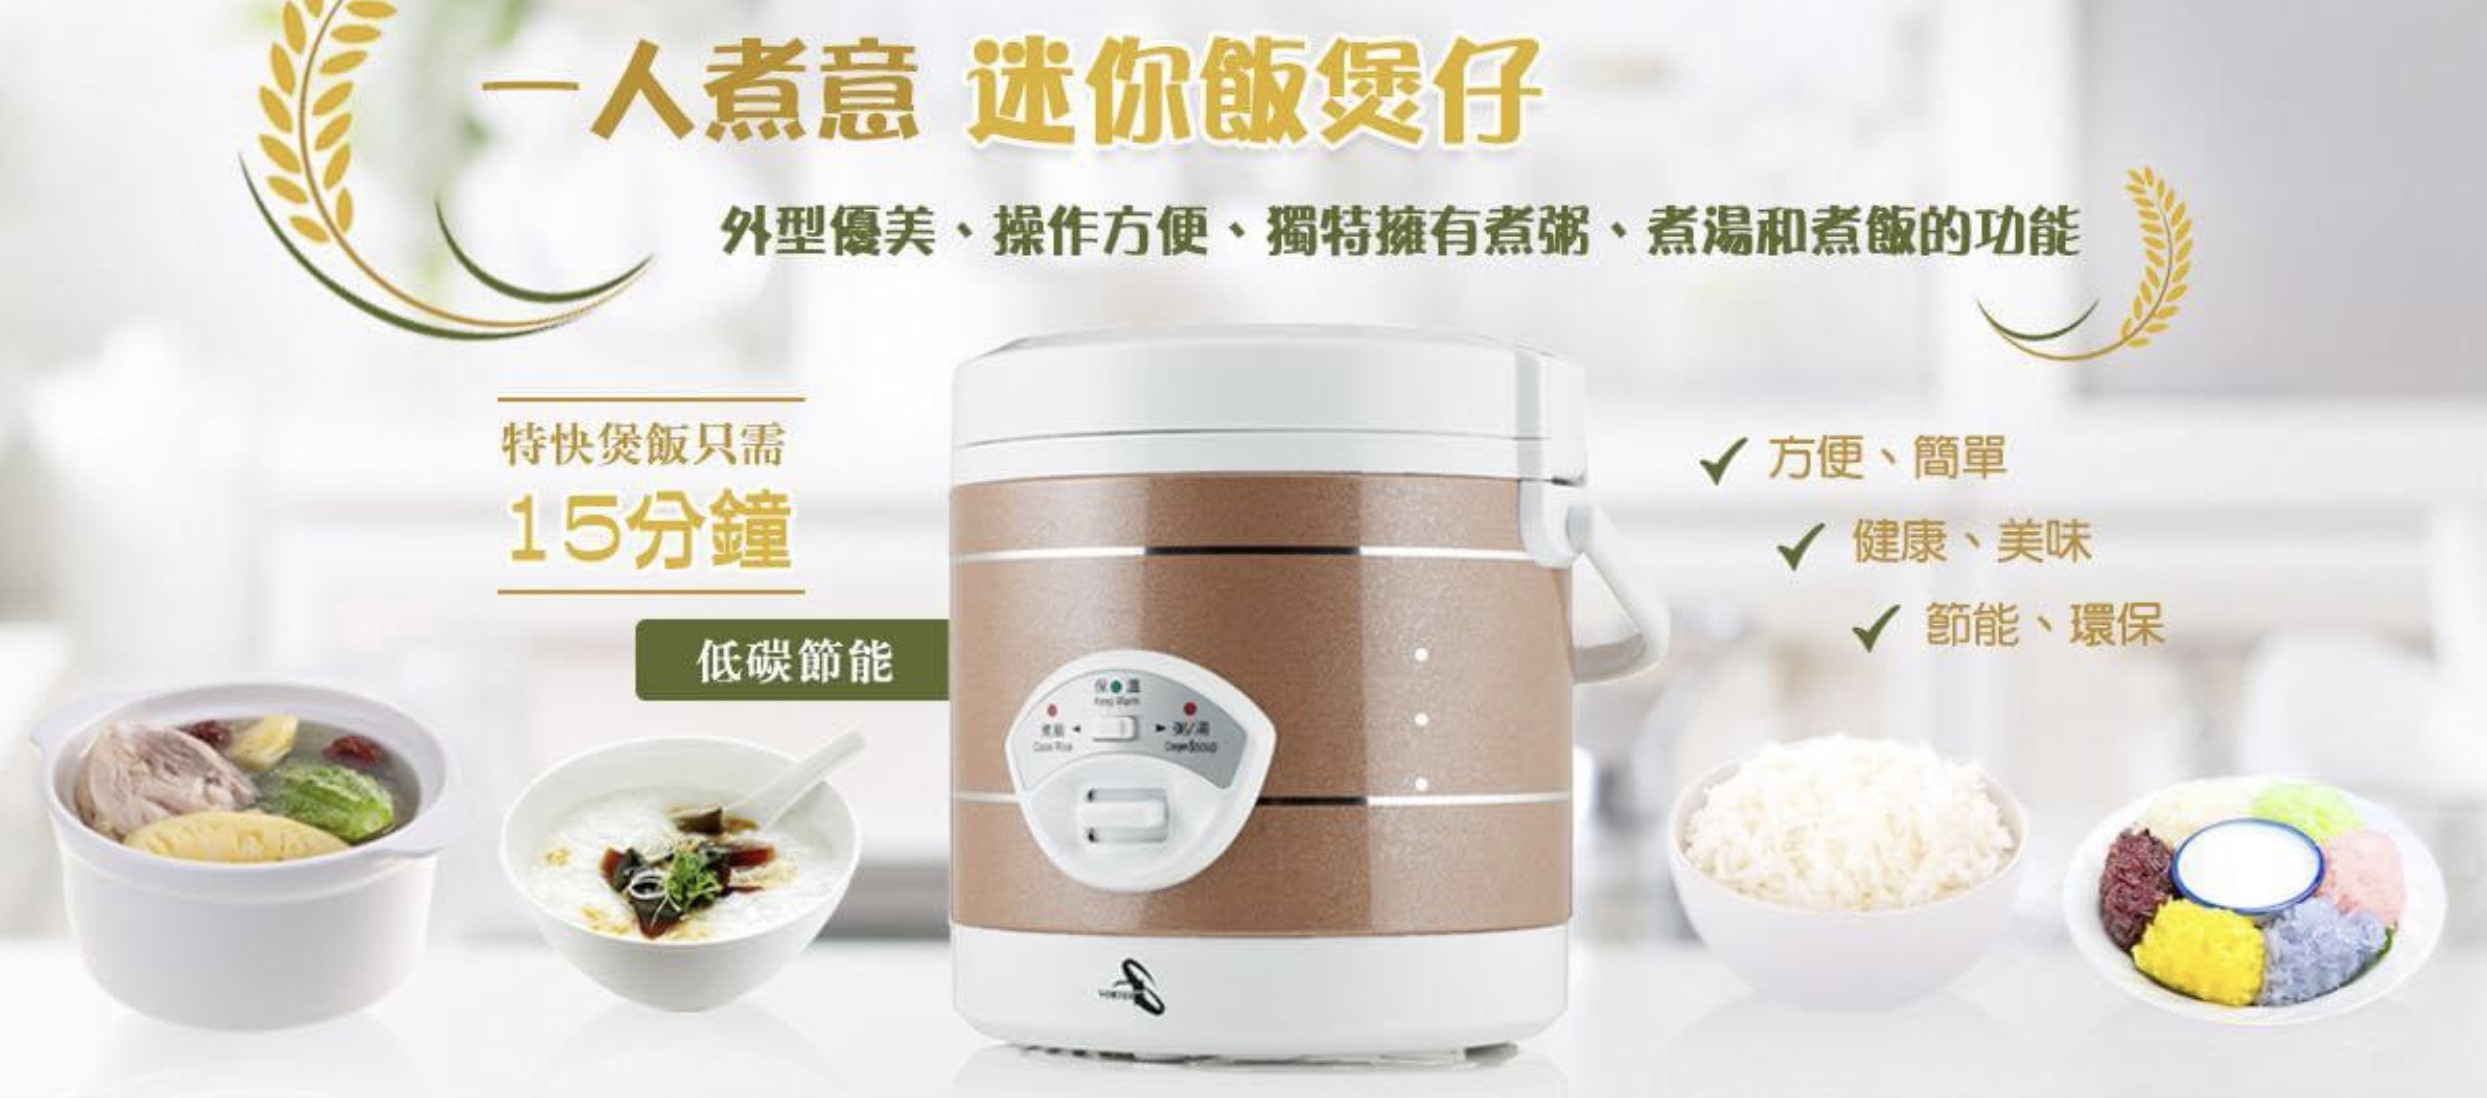 一人煮意 迷你飯煲仔
外型優美、操作方便、獨特擁有煮粥、煮湯和煮飯的功能
特快煲飯只需
15分鐘
低碳節能
方便、簡單
健康、美味
節能、環保
保溫
Keep Warm
煮飯
粥/湯
Cook Rice